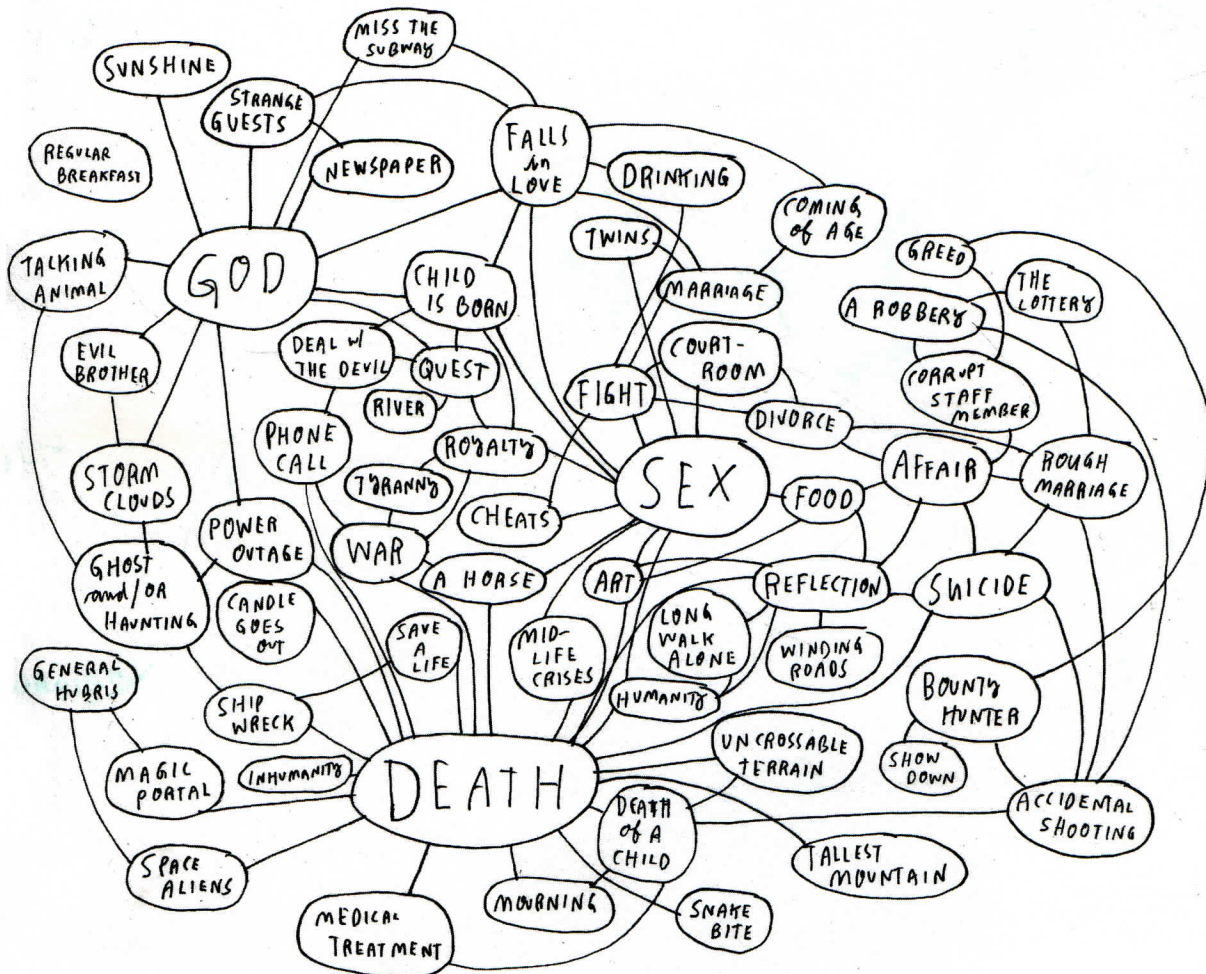 MISS THE
SUBWAY
SUNSHINE
STRANGE
GUESTS
FALLS
in
LOVE
REGULAR
BREAKFAST
NEWSPAPER
DRINKING
COMING
of AGE
TWINS
GREED
TALKING
ANIMAL
GOD
CHILD
IS BORN
MARRIAGE
THE
LOTTERY
A ROBBERY
EVIL
BROTHER
DEAL w/
THE DEVIL
QUEST
COURT-
ROOM
RIVER
FIGHT
CORRUPT
STAFF
MEMBER
DIVORCE
PHONE
CALL
ROYALTY
STORM
CLOUDS
TYRANNY
SEX
AFFAIR
ROUGH
MARRIAGE
FOOD
CHEATS
POWER
OUTAGE
WAR
GHOST
and/OR
HAUNTING
A HORSE
ART
REFLECTION
SUICIDE
CANDLE
GOES
OUT
SAVE
A
LIFE
MID-
LIFE
CRISES
LONG
WALK
ALONE
WINDING
ROADS
GENERAL
HUBRIS
SHIP
WRECK
HUMANITY
BOUNTY
HUNTER
UNCROSSABLE
TERRAIN
MAGIC
PORTAL
INHUMANITY
DEATH
SHOW
DOWN
DEATH
of A
CHILD
ACCIDENTAL
SHOOTING
SPACE
ALIENS
TALLEST
MOUNTAIN
MOURNING
SNAKE
BITE
MEDICAL
TREATMENT